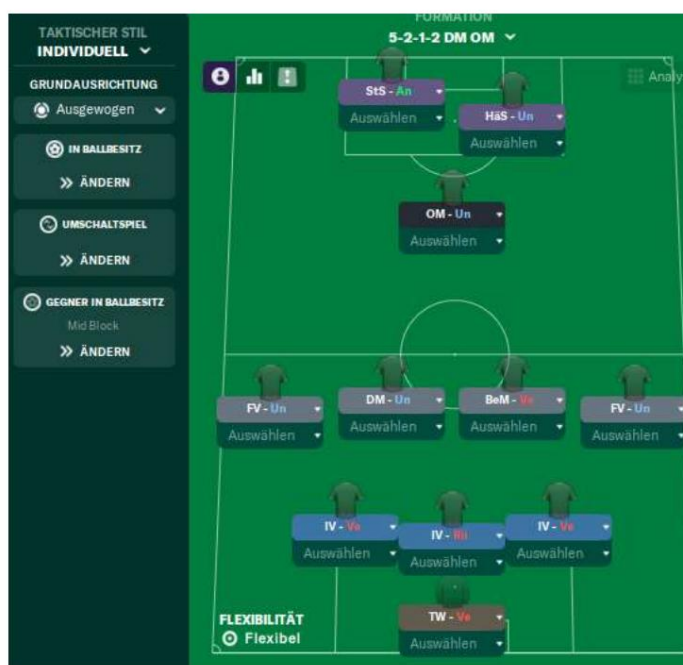 TAKTISCHER STIL
INDIVIDUELL
GRUNDAUSRICHTUNG
Ausgewogen
IN BALLBESITZ
ÄNDERN
UMSCHALTSPIEL
ÄNDERN
GEGNER IN BALLBESITZ
Mid Block
ÄNDERN
FORMATION
5-2-1-2 DM OM
Analy
StS - An
Auswählen
HäS - Un
Auswählen
OM - Un
Auswählen
FV - Un
Auswählen
DM - Un
Auswählen
BeM - Ve
Auswählen
FV - Un
Auswählen
IV - Ve
Auswählen
IV -
Auswählen
IV - Ve
Auswählen
TW - Ve
Auswählen
FLEXIBILITÄT
Flexibel